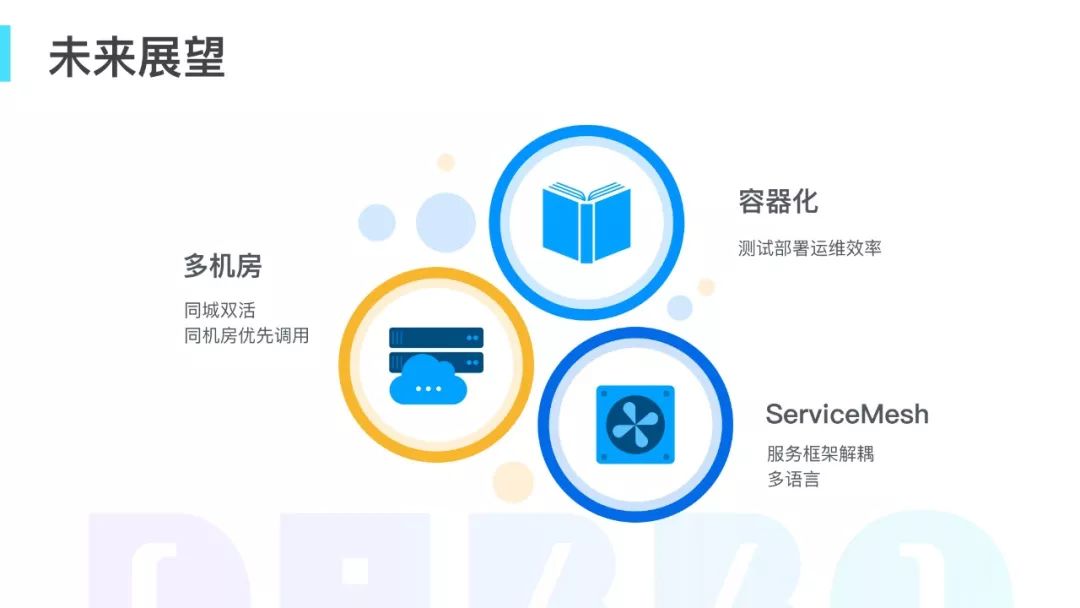 未来展望
多机房
同城双活
同机房优先调用
容器化
测试部署运维效率
ServiceMesh
服务框架解耦
多语言